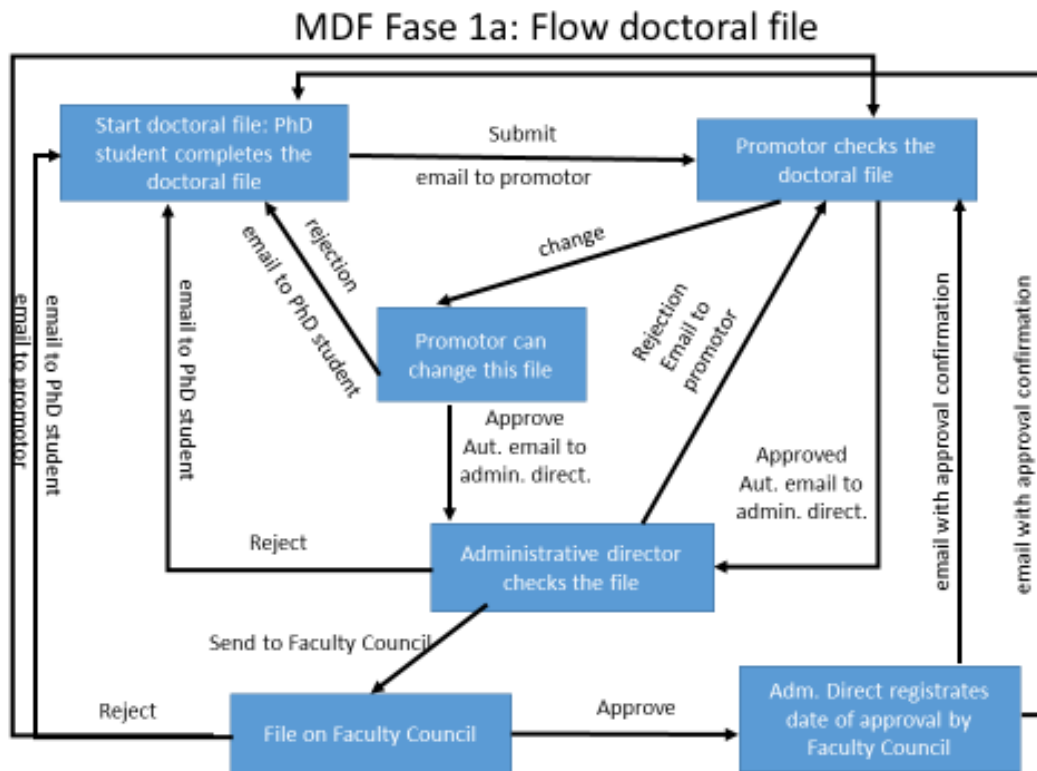 MDF Fase 1a: Flow doctoral file
Start doctoral file: PhD
student completes the
doctoral file
Submit
email to promotor
Promotor checks the
doctoral file
rejection
email to PhD student
change
Promotor can
change this file
Rejection
Email to
promotor
Approve
Aut. email to
admin. direct.
Approved
Aut. email to
admin. direct.
email to promotor
email to PhD student
email to PhD student
email with approval confirmation
email with approval confirmation
Reject
Administrative director
checks the file
Send to Faculty Council
Reject
File on Faculty Council
Approve
Adm. Direct registrates
date of approval by
Faculty Council